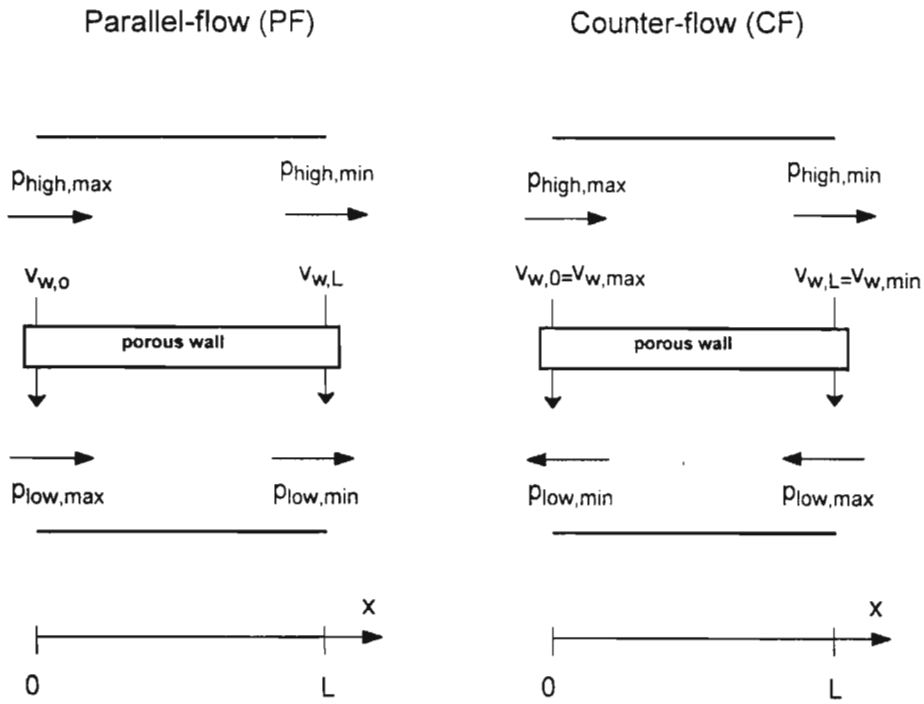 Parallel-flow (PF)
Counter-flow (CF)
phigh,max
phigh,min
vw,o
vw,L
porous wall
plow,max
plow,min
x
0
L
phigh,max
phigh,min
vw,0=vw,max
vw,L=vw,min
porous wall
plow,min
plow,max
x
0
L